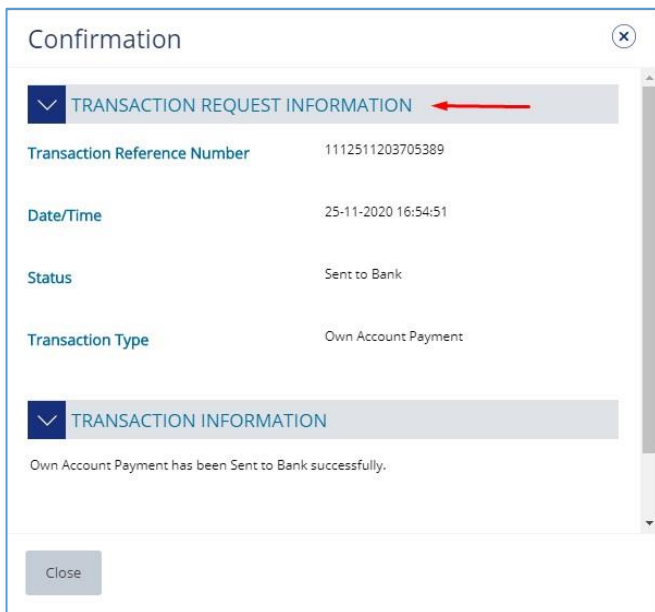 Confirmation
TRANSACTION REQUEST INFORMATION
Transaction Reference Number 1112511203705389
Date/Time 25-11-2020 16:54:51
Status Sent to Bank
Transaction Type Own Account Payment
TRANSACTION INFORMATION
Own Account Payment has been Sent to Bank successfully.
Close